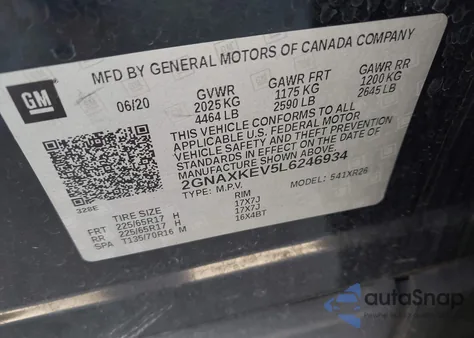 MFD BY GENERAL MOTORS OF CANADA COMPANY
GM
06/20
GVWR
2025 KG
4464 LB
GAWR FRT
1175 KG
2590 LB
GAWR RR
1200 KG
2645 LB
THIS VEHICLE CONFORMS TO ALL
APPLICABLE U.S. FEDERAL MOTOR
VEHICLE SAFETY AND THEFT PREVENTION
STANDARDS IN EFFECT ON THE DATE OF
MANUFACTURE SHOWN ABOVE.
2GNAXKEV5L6246934
TYPE: M.P.V.
MODEL: 541XR26
328E
TIRE SIZE
RIM
FRT 225/65R17 H 17X7J
RR 225/65R17 H 17X7J
SPA T135/70R16 M 16X4BT
autoSnap